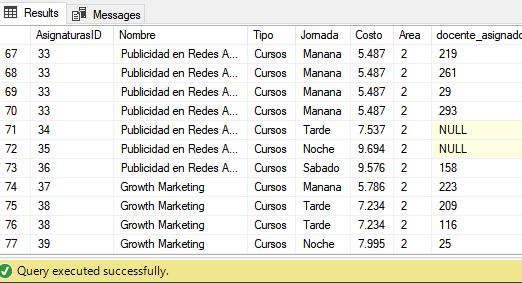 Results Messages
AsignaturasID Nombre Tipo Jornada Costo Area docente_asignado
67 33 Publicidad en Redes A... Cursos Manana 5.487 2 219
68 33 Publicidad en Redes A... Cursos Manana 5.487 2 261
69 33 Publicidad en Redes A... Cursos Manana 5.487 2 29
70 33 Publicidad en Redes A... Cursos Manana 5.487 2 293
71 34 Publicidad en Redes A... Cursos Tarde 7.537 2 NULL
72 35 Publicidad en Redes A... Cursos Noche 9.694 2 NULL
73 36 Publicidad en Redes A... Cursos Sabado 9.576 2 158
74 37 Growth Marketing Cursos Manana 5.786 2 223
75 38 Growth Marketing Cursos Tarde 7.234 2 209
76 38 Growth Marketing Cursos Tarde 7.234 2 116
77 39 Growth Marketing Cursos Noche 7.995 2 25
Query executed successfully.